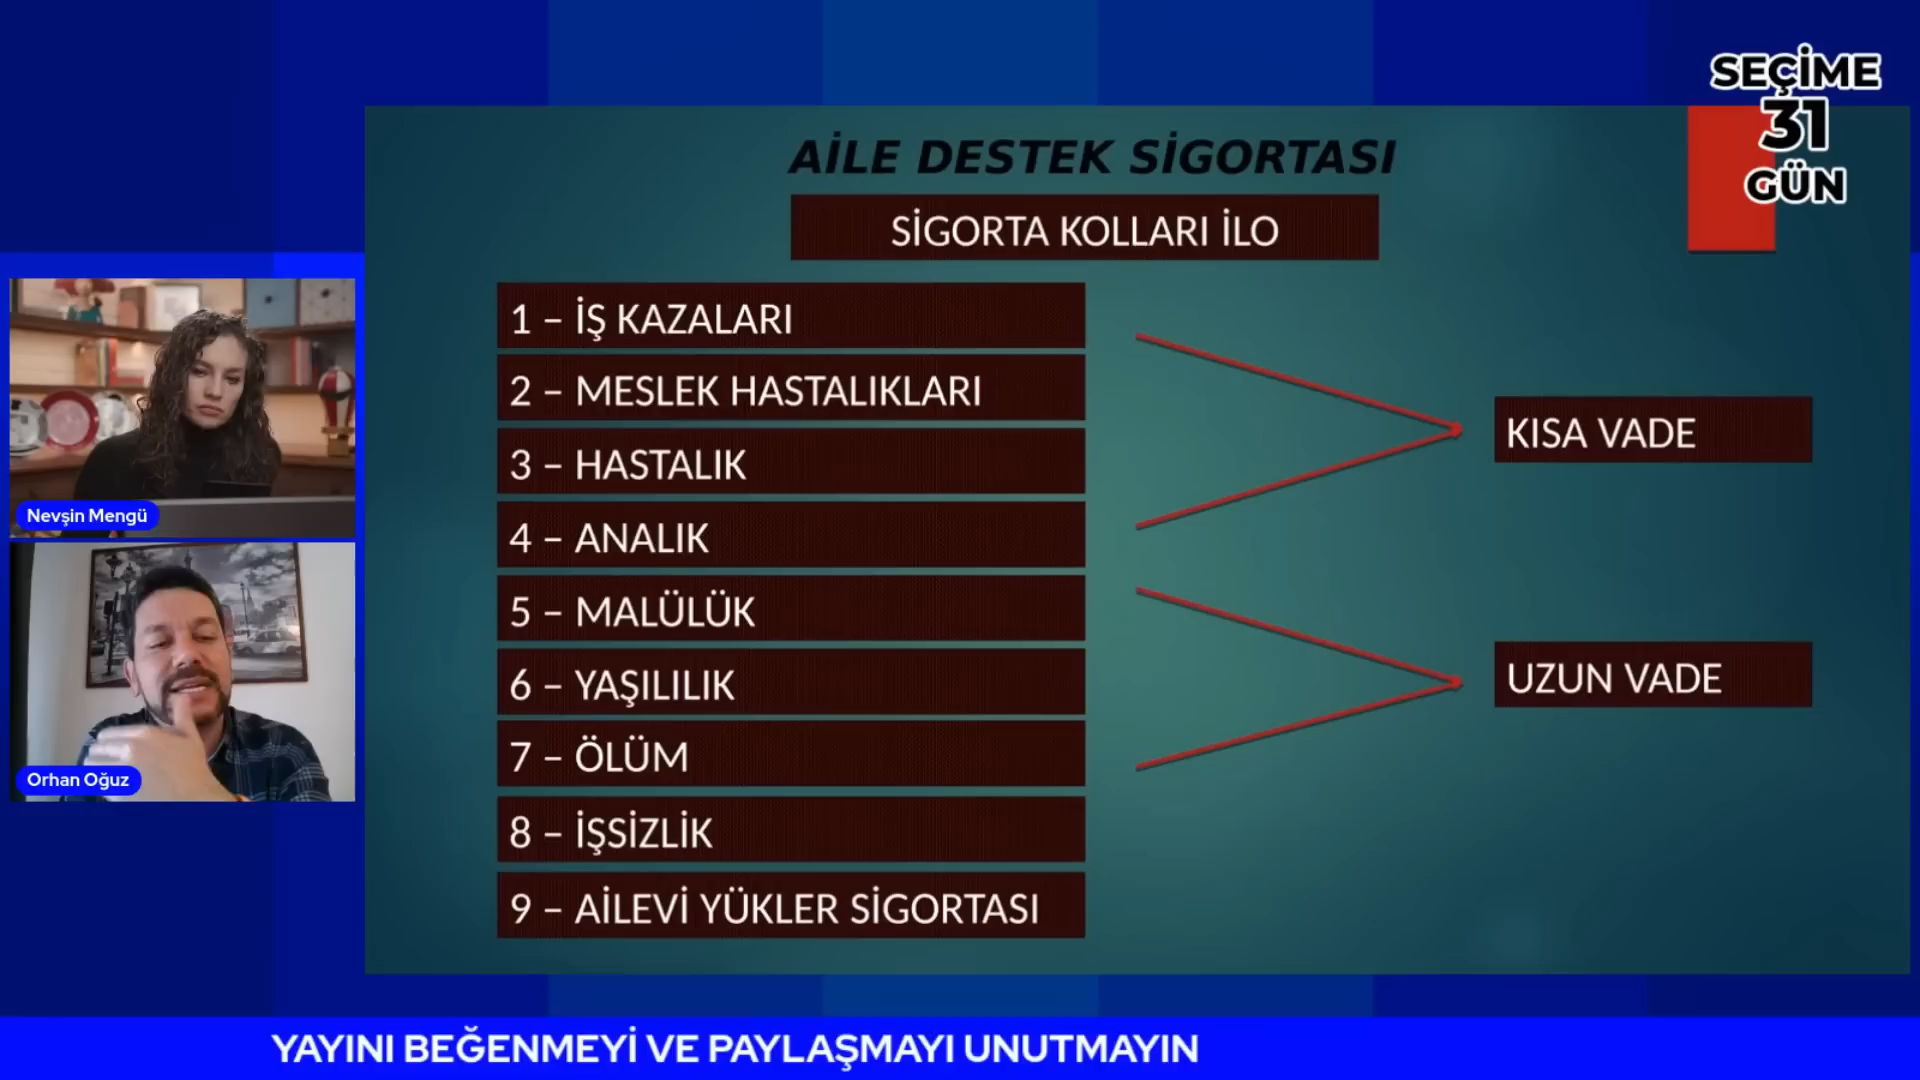 SEÇİME
31
GÜN
AİLE DESTEK SİGORTASI
SİGORTA KOLLARI İLO
1 – İŞ KAZALARI
2 – MESLEK HASTALIKLARI
3 – HASTALIK
4 – ANALIK
5 – MALÜLÜK
6 – YAŞILILIK
7 – ÖLÜM
8 – İŞSİZLİK
9 – AİLEVİ YÜKLER SİGORTASI
KISA VADE
UZUN VADE
Nevşin Mengü
Orhan Oğuz
YAYINI BEĞENMEYİ VE PAYLAŞMAYI UNUTMAYIN